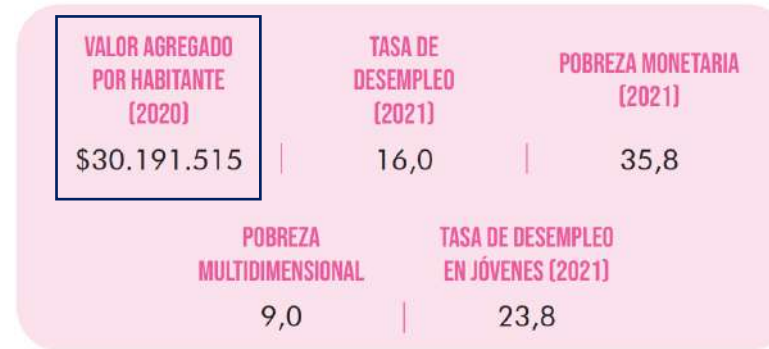 VALOR AGREGADO
POR HABITANTE
(2020)
$30.191.515
TASA DE
DESEMPLEO
(2021)
16,0
POBREZA MONETARIA
(2021)
35,8
POBREZA
MULTIDIMENSIONAL
9,0
TASA DE DESEMPLEO
EN JÓVENES (2021)
23,8